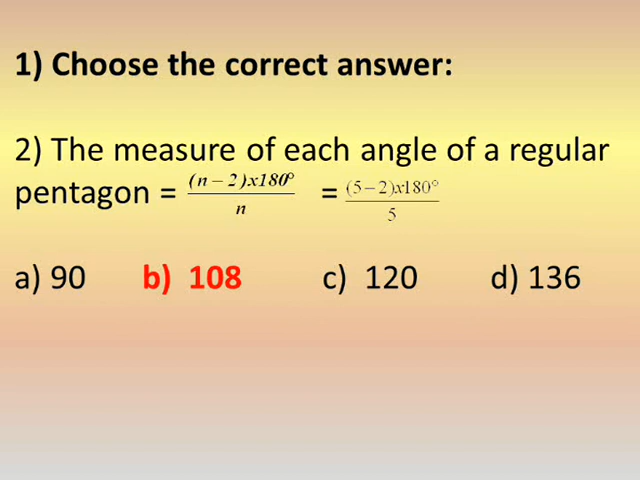 1) Choose the correct answer:
2) The measure of each angle of a regular
pentagon = (n – 2)x180° / n = (5–2)x180° / 5
a) 90 b) 108 c) 120 d) 136